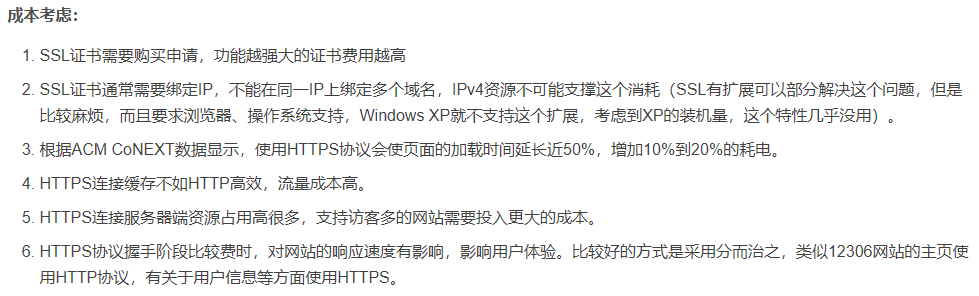 成本考虑：
1. SSL证书需要购买申请，功能越强大的证书费用越高
2. SSL证书通常需要绑定IP，不能在同一IP上绑定多个域名，IPv4资源不可能支撑这个消耗（SSL有扩展可以部分解决这个问题，但是
比较麻烦，而且要求浏览器、操作系统支持，Windows XP就不支持这个扩展，考虑到XP的装机量，这个特性几乎没用）。
3. 根据ACM CoNEXT数据显示，使用HTTPS协议会使页面的加载时间延长近50%，增加10%到20%的耗电。
4. HTTPS连接缓存不如HTTP高效，流量成本高。
5. HTTPS连接服务器端资源占用高很多，支持访客多的网站需要投入更大的成本。
6. HTTPS协议握手阶段比较费时，对网站的响应速度有影响，影响用户体验。比较好的方式是采用分而治之，类似12306网站的主页使
用HTTP协议，有关于用户信息等方面使用HTTPS。